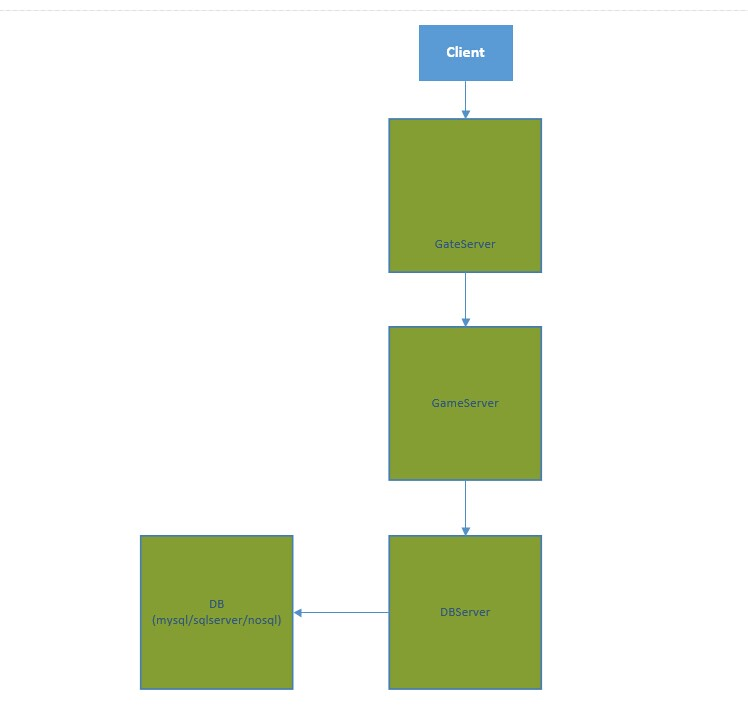 Client
GateServer
GameServer
DB
(mysql/sqlserver/nosql)
DBServer